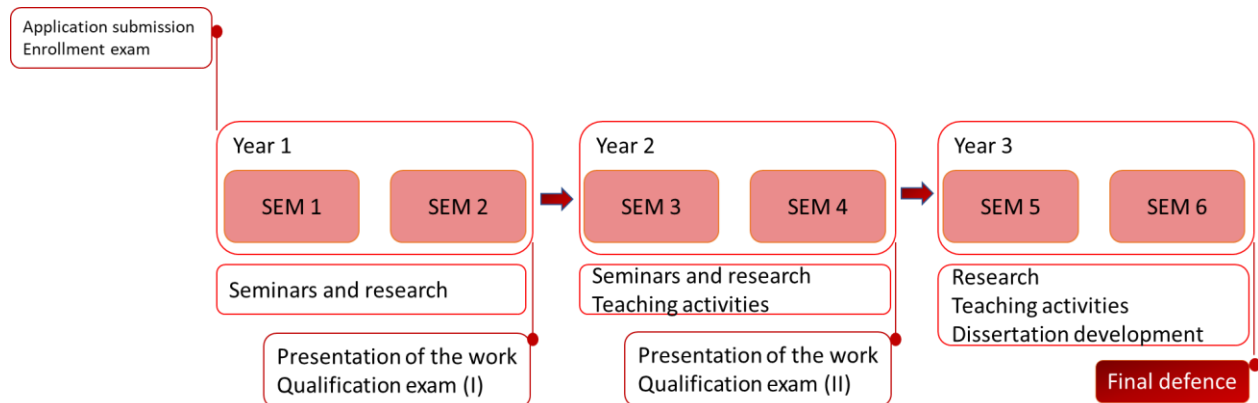 Application submission
Enrollment exam
Year 1
SEM 1
SEM 2
Seminars and research
Presentation of the work
Qualification exam (I)
Year 2
SEM 3
SEM 4
Seminars and research
Teaching activities
Presentation of the work
Qualification exam (II)
Year 3
SEM 5
SEM 6
Research
Teaching activities
Dissertation development
Final defence